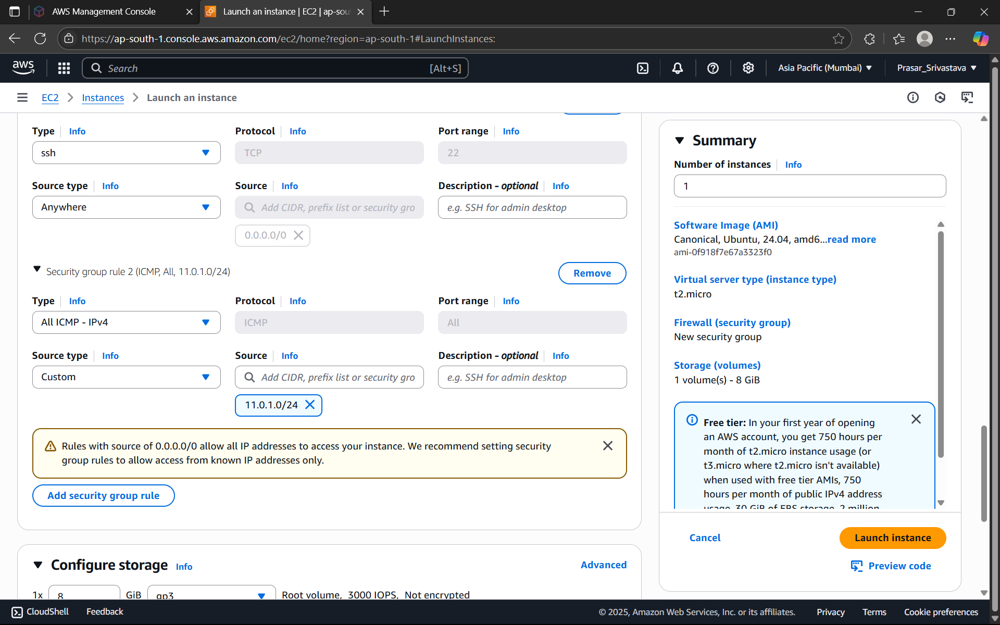 AWS Management Console
Launch an instance | EC2 | ap-sou
https://ap-south-1.console.aws.amazon.com/ec2/home?region=ap-south-1#LaunchInstances:
aws
Search
[Alt+S]
Asia Pacific (Mumbai)
Prasar_Srivastava
EC2
Instances
Launch an instance
Type Info
Protocol Info
Port range Info
ssh
TCP
22
Source type Info
Source Info
Description - optional Info
Anywhere
Add CIDR, prefix list or security gro
e.g. SSH for admin desktop
0.0.0.0/0
Security group rule 2 (ICMP, All, 11.0.1.0/24)
Remove
Type Info
Protocol Info
Port range Info
All ICMP - IPv4
ICMP
All
Source type Info
Source Info
Description - optional Info
Custom
Add CIDR, prefix list or security gro
e.g. SSH for admin desktop
11.0.1.0/24
Rules with source of 0.0.0.0/0 allow all IP addresses to access your instance. We recommend setting security
group rules to allow access from known IP addresses only.
Add security group rule
Configure storage Info
Advanced
1x 8 GiB gp3 Root volume, 3000 IOPS, Not encrypted
Summary
Number of instances Info
1
Software Image (AMI)
Canonical, Ubuntu, 24.04, amd6...read more
ami-0f918f7e67a3323f0
Virtual server type (instance type)
t2.micro
Firewall (security group)
New security group
Storage (volumes)
1 volume(s) - 8 GiB
Free tier: In your first year of opening
an AWS account, you get 750 hours per
month of t2.micro instance usage (or
t3.micro where t2.micro isn't available)
when used with free tier AMIs, 750
hours per month of public IPv4 address
usage, 30 GiB of EBS storage, 2 million
Cancel
Launch instance
Preview code
CloudShell
Feedback
© 2025, Amazon Web Services, Inc. or its affiliates.
Privacy
Terms
Cookie preferences